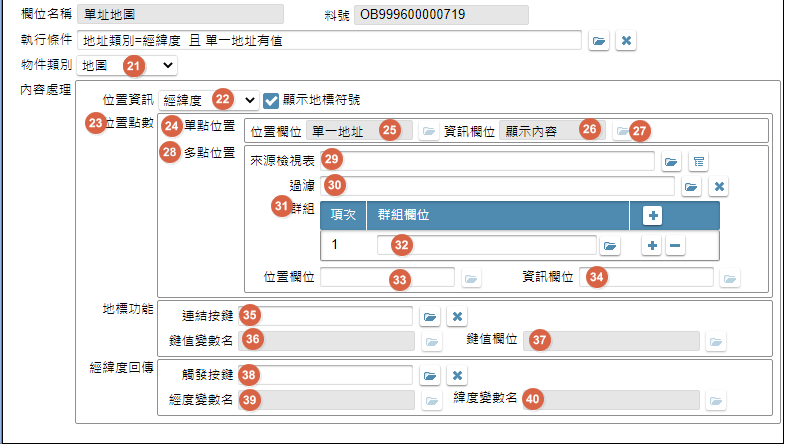 欄位名稱 單址地圖 料號 OB999600000719
執行條件 地址類別=經緯度 且 單一地址有值
物件類別 地圖 21
內容處理
位置資訊 經緯度 22 顯示地標符號
23 位置點數 24 單點位置 位置欄位 單一地址 25 資訊欄位 顯示內容 26 27
28 多點位置 來源檢視表 29
過濾 30
31 群組 項次 群組欄位
1 32
位置欄位 33 資訊欄位 34
地標功能 連結按鍵 35
鍵值變數名 36 鍵值欄位 37
經緯度回傳 觸發按鍵 38
經度變數名 39 緯度變數名 40